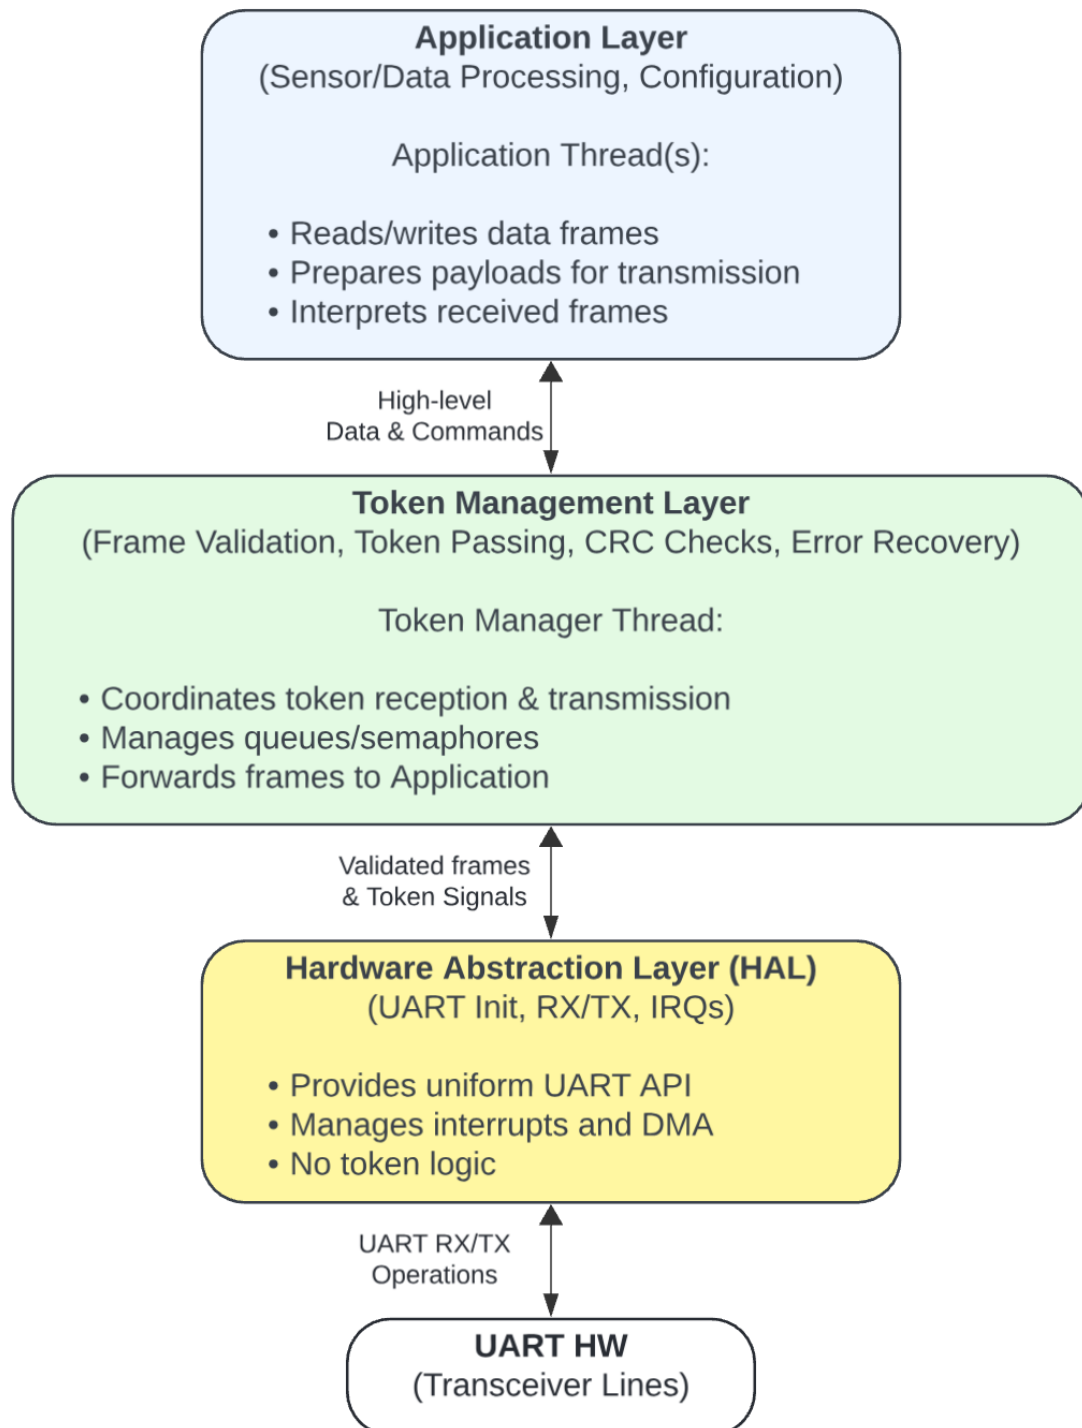 Application Layer
(Sensor/Data Processing, Configuration)
Application Thread(s):
• Reads/writes data frames
• Prepares payloads for transmission
• Interprets received frames
High-level
Data & Commands
Token Management Layer
(Frame Validation, Token Passing, CRC Checks, Error Recovery)
Token Manager Thread:
• Coordinates token reception & transmission
• Manages queues/semaphores
• Forwards frames to Application
Validated frames
& Token Signals
Hardware Abstraction Layer (HAL)
(UART Init, RX/TX, IRQs)
• Provides uniform UART API
• Manages interrupts and DMA
• No token logic
UART RX/TX
Operations
UART HW
(Transceiver Lines)